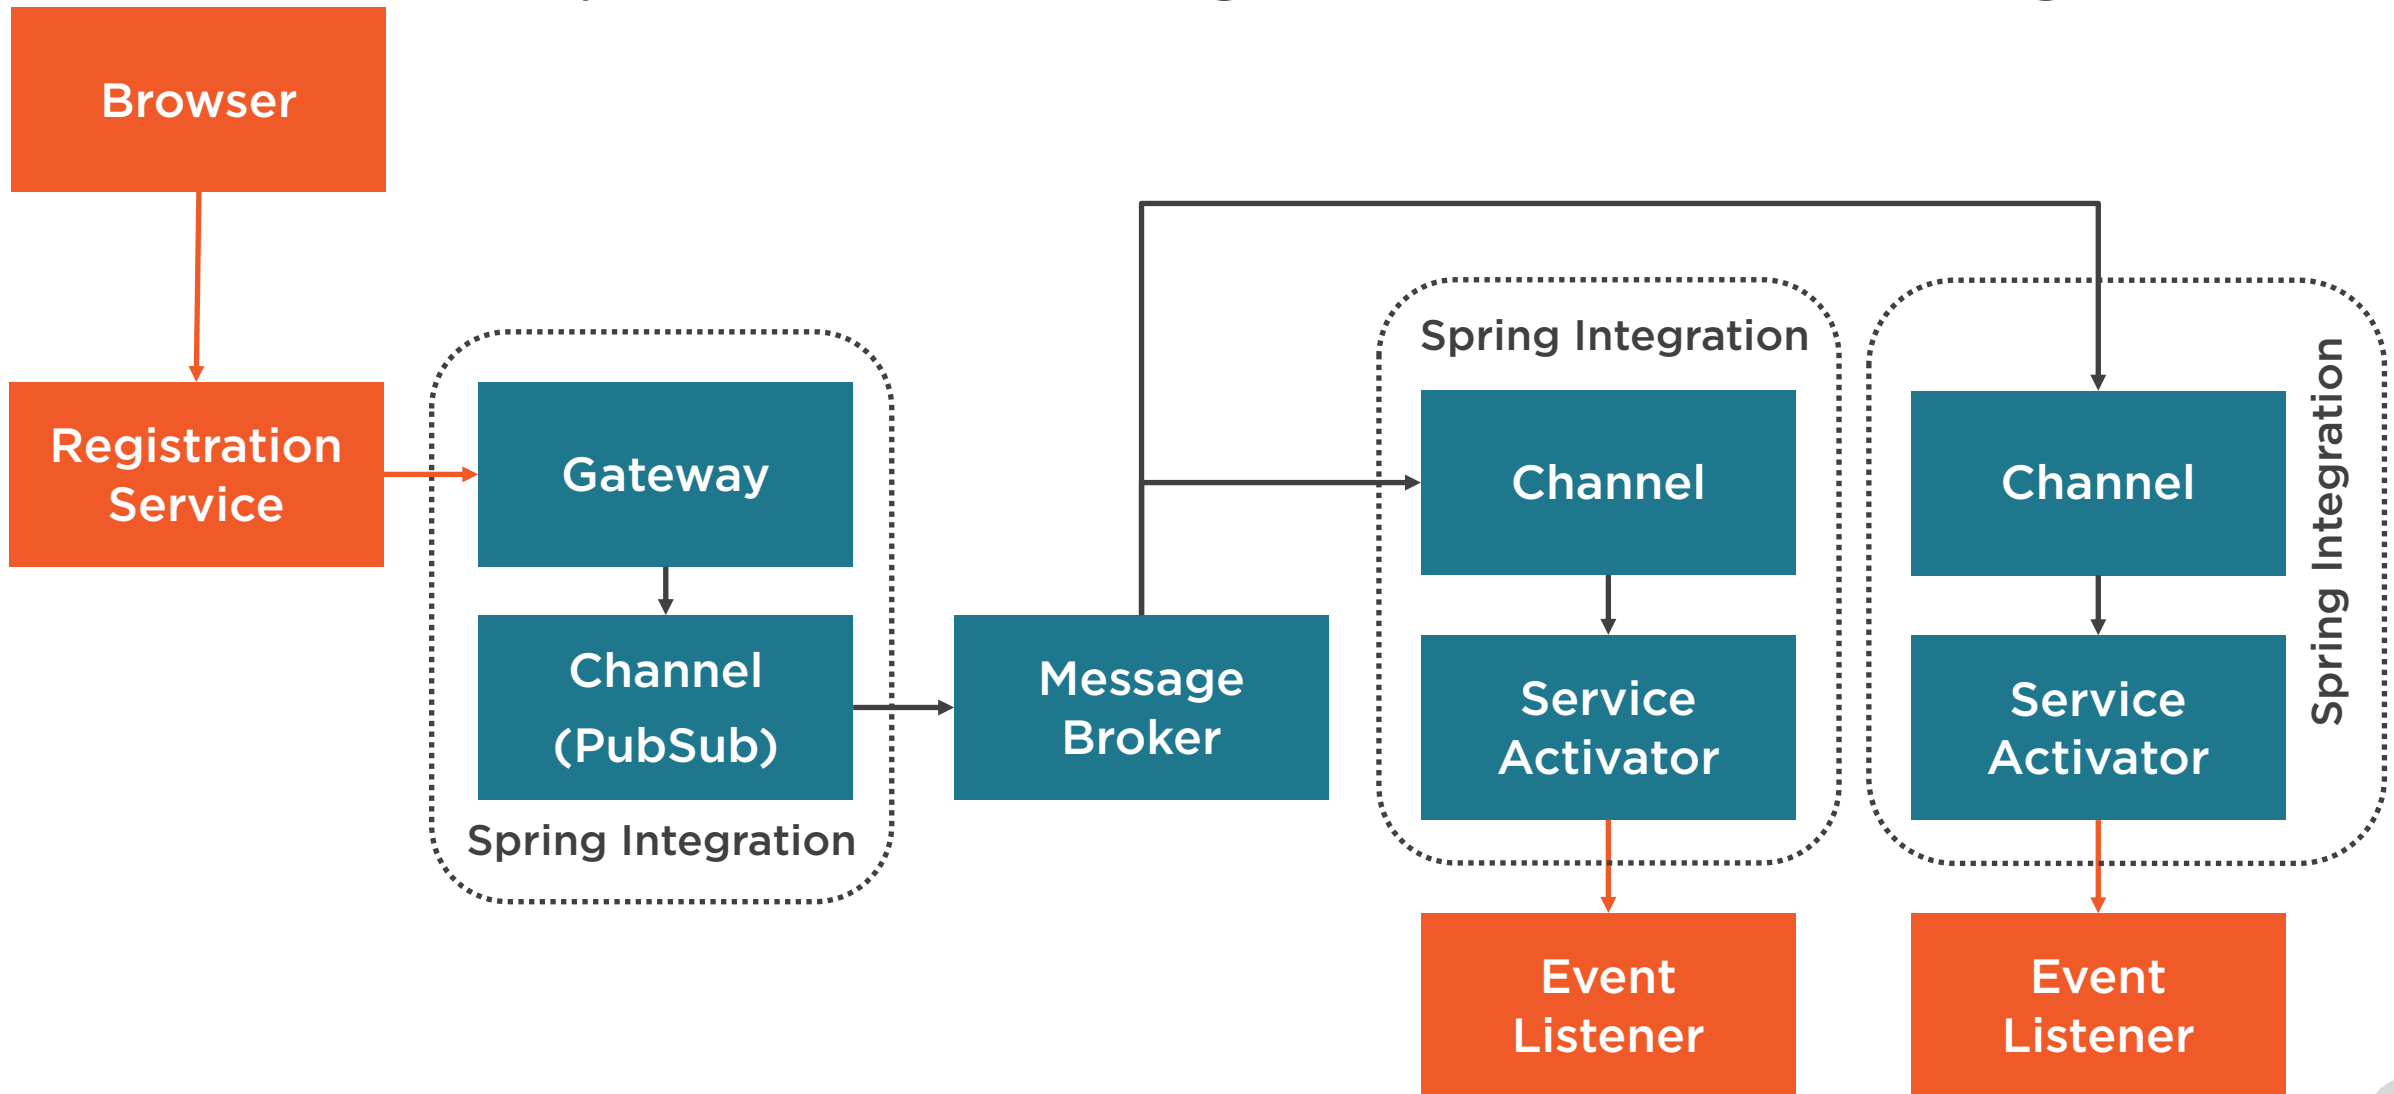 Browser
Registration
Service
Gateway
Channel
(PubSub)
Spring Integration
Message
Broker
Spring Integration
Channel
Service
Activator
Event
Listener
Spring Integration
Channel
Service
Activator
Event
Listener